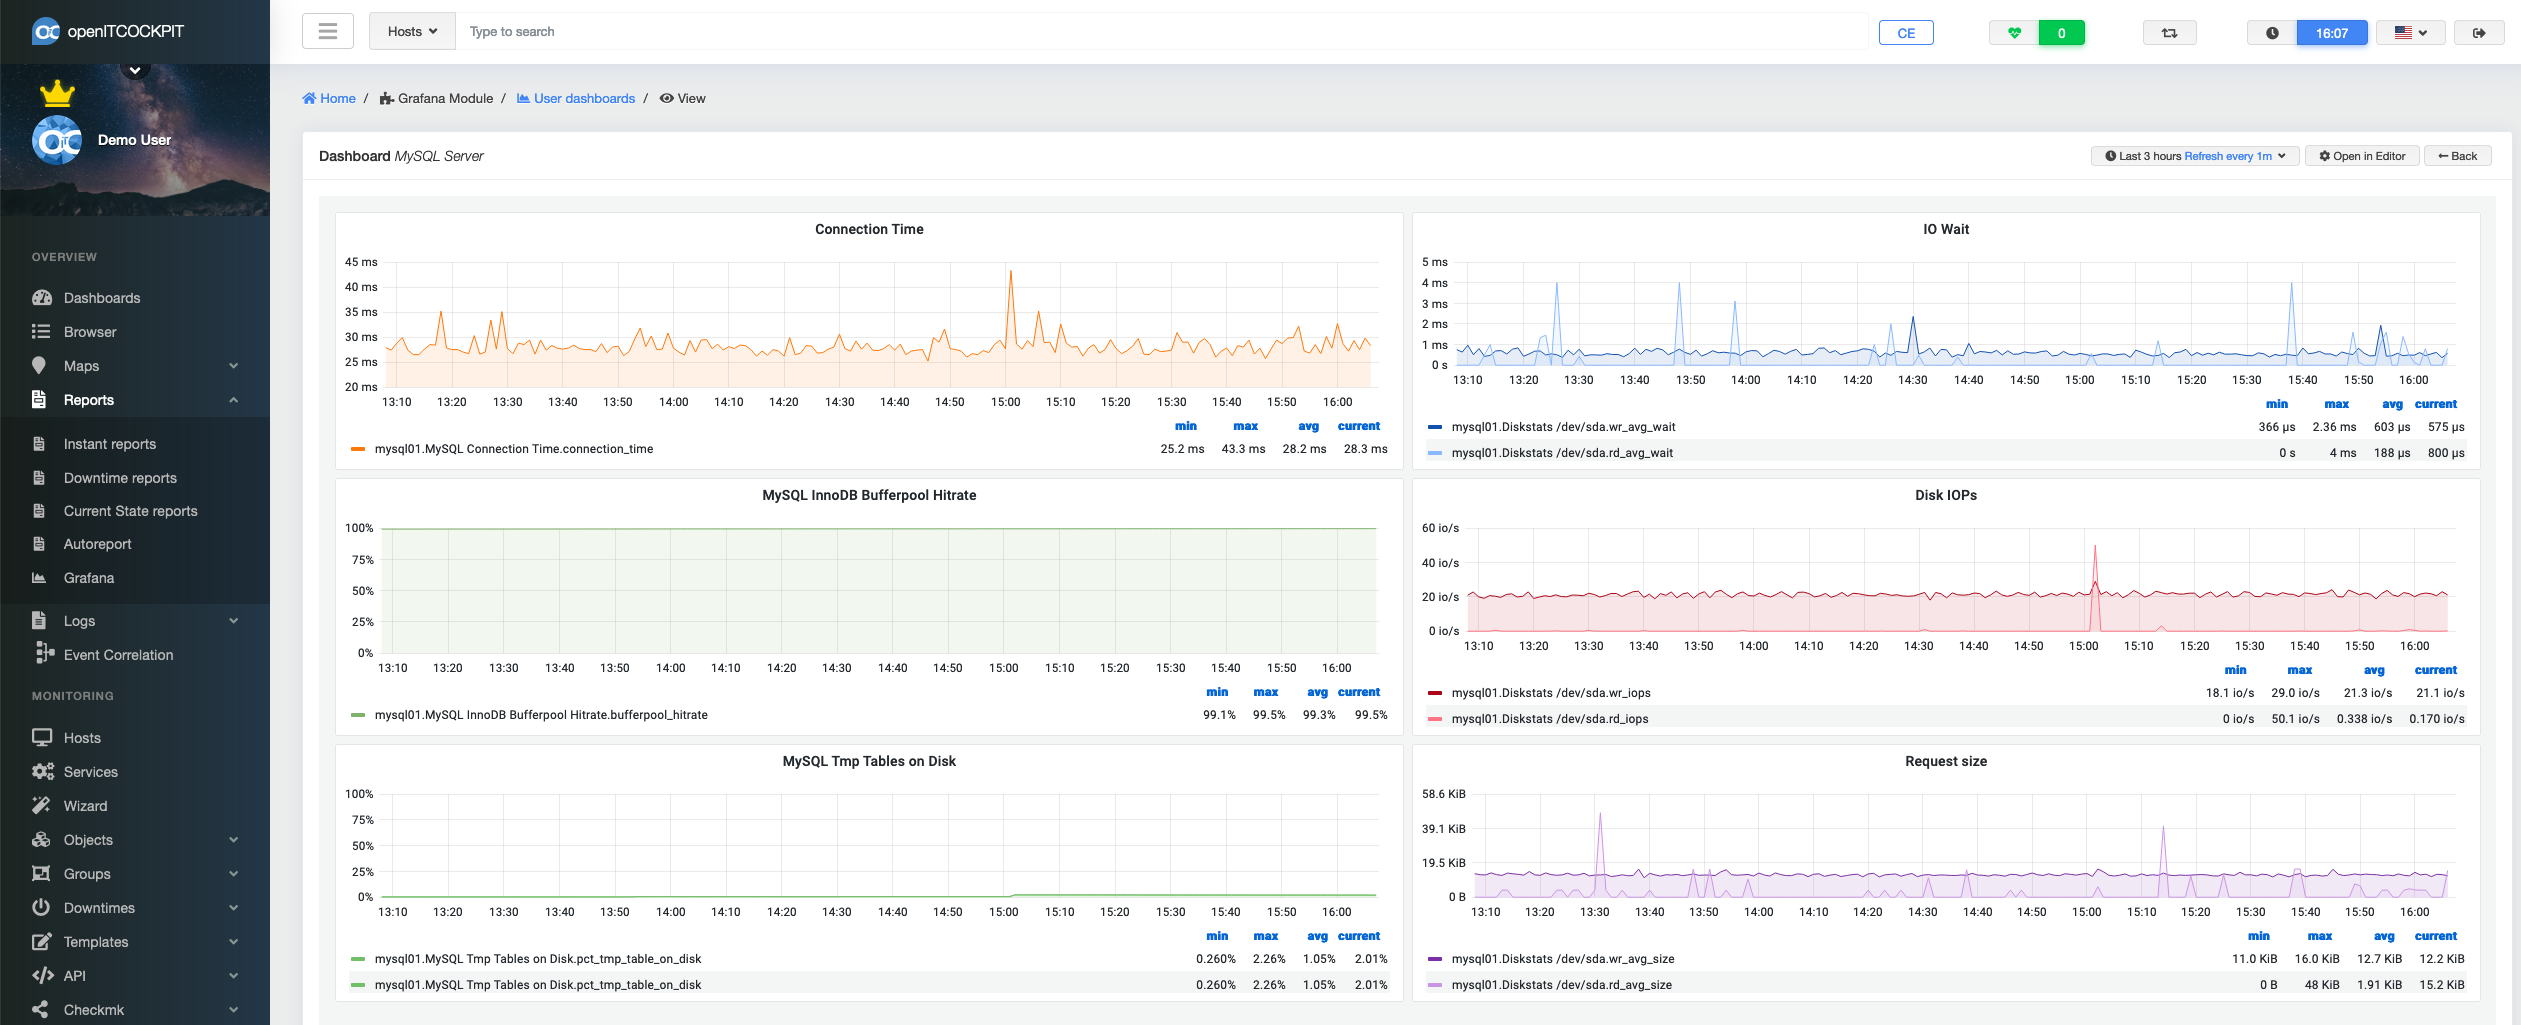 openITCOCKPIT
Hosts
Type to search
CE
0
16:07
Demo User
OVERVIEW
Dashboards
Browser
Maps
Reports
Instant reports
Downtime reports
Current State reports
Autoreport
Grafana
Logs
Event Correlation
MONITORING
Hosts
Services
Wizard
Objects
Groups
Downtimes
Templates
API
Checkmk
Home / Grafana Module / User dashboards / View
Dashboard MySQL Server
Last 3 hours Refresh every 1m
Open in Editor
Back
Connection Time
45 ms
40 ms
35 ms
30 ms
25 ms
20 ms
13:10 13:20 13:30 13:40 13:50 14:00 14:10 14:20 14:30 14:40 14:50 15:00 15:10 15:20 15:30 15:40 15:50 16:00
min max avg current
mysql01.MySQL Connection Time.connection_time 25.2 ms 43.3 ms 28.2 ms 28.3 ms
IO Wait
5 ms
4 ms
3 ms
2 ms
1 ms
0 s
13:10 13:20 13:30 13:40 13:50 14:00 14:10 14:20 14:30 14:40 14:50 15:00 15:10 15:20 15:30 15:40 15:50 16:00
min max avg current
mysql01.Diskstats /dev/sda.wr_avg_wait 366 µs 2.36 ms 603 µs 575 µs
mysql01.Diskstats /dev/sda.rd_avg_wait 0 s 4 ms 188 µs 800 µs
MySQL InnoDB Bufferpool Hitrate
100%
75%
50%
25%
0%
13:10 13:20 13:30 13:40 13:50 14:00 14:10 14:20 14:30 14:40 14:50 15:00 15:10 15:20 15:30 15:40 15:50 16:00
min max avg current
mysql01.MySQL InnoDB Bufferpool Hitrate.bufferpool_hitrate 99.1% 99.5% 99.3% 99.5%
Disk IOPs
60 io/s
40 io/s
20 io/s
0 io/s
13:10 13:20 13:30 13:40 13:50 14:00 14:10 14:20 14:30 14:40 14:50 15:00 15:10 15:20 15:30 15:40 15:50 16:00
min max avg current
mysql01.Diskstats /dev/sda.wr_iops 18.1 io/s 29.0 io/s 21.3 io/s 21.1 io/s
mysql01.Diskstats /dev/sda.rd_iops 0 io/s 50.1 io/s 0.338 io/s 0.170 io/s
MySQL Tmp Tables on Disk
100%
75%
50%
25%
0%
13:10 13:20 13:30 13:40 13:50 14:00 14:10 14:20 14:30 14:40 14:50 15:00 15:10 15:20 15:30 15:40 15:50 16:00
min max avg current
mysql01.MySQL Tmp Tables on Disk.pct_tmp_table_on_disk 0.260% 2.26% 1.05% 2.01%
mysql01.MySQL Tmp Tables on Disk.pct_tmp_table_on_disk 0.260% 2.26% 1.05% 2.01%
Request size
58.6 KiB
39.1 KiB
19.5 KiB
0 B
13:10 13:20 13:30 13:40 13:50 14:00 14:10 14:20 14:30 14:40 14:50 15:00 15:10 15:20 15:30 15:40 15:50 16:00
min max avg current
mysql01.Diskstats /dev/sda.wr_avg_size 11.0 KiB 16.0 KiB 12.7 KiB 12.2 KiB
mysql01.Diskstats /dev/sda.rd_avg_size 0 B 48 KiB 1.91 KiB 15.2 KiB